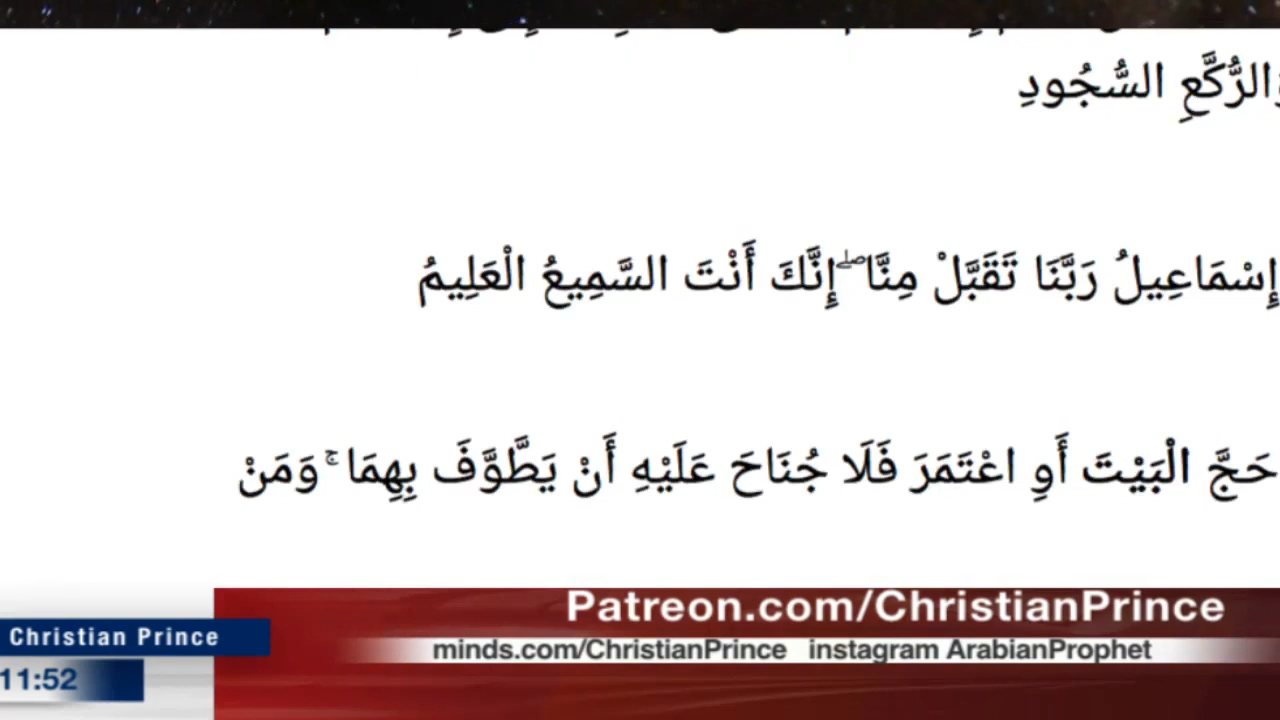 وَالرُّكَّعِ السُّجُودِ
إِسْمَاعِيلُ رَبَّنَا تَقَبَّلْ مِنَّا ۖ إِنَّكَ أَنْتَ السَّمِيعُ الْعَلِيمُ
حَجَّ الْبَيْتَ أَوِ اعْتَمَرَ فَلَا جُنَاحَ عَلَيْهِ أَنْ يَطَّوَّفَ بِهِمَا ۚ وَمَنْ
Patreon.com/ChristianPrince
Christian Prince
minds.com/ChristianPrince instagram ArabianProphet
11:52